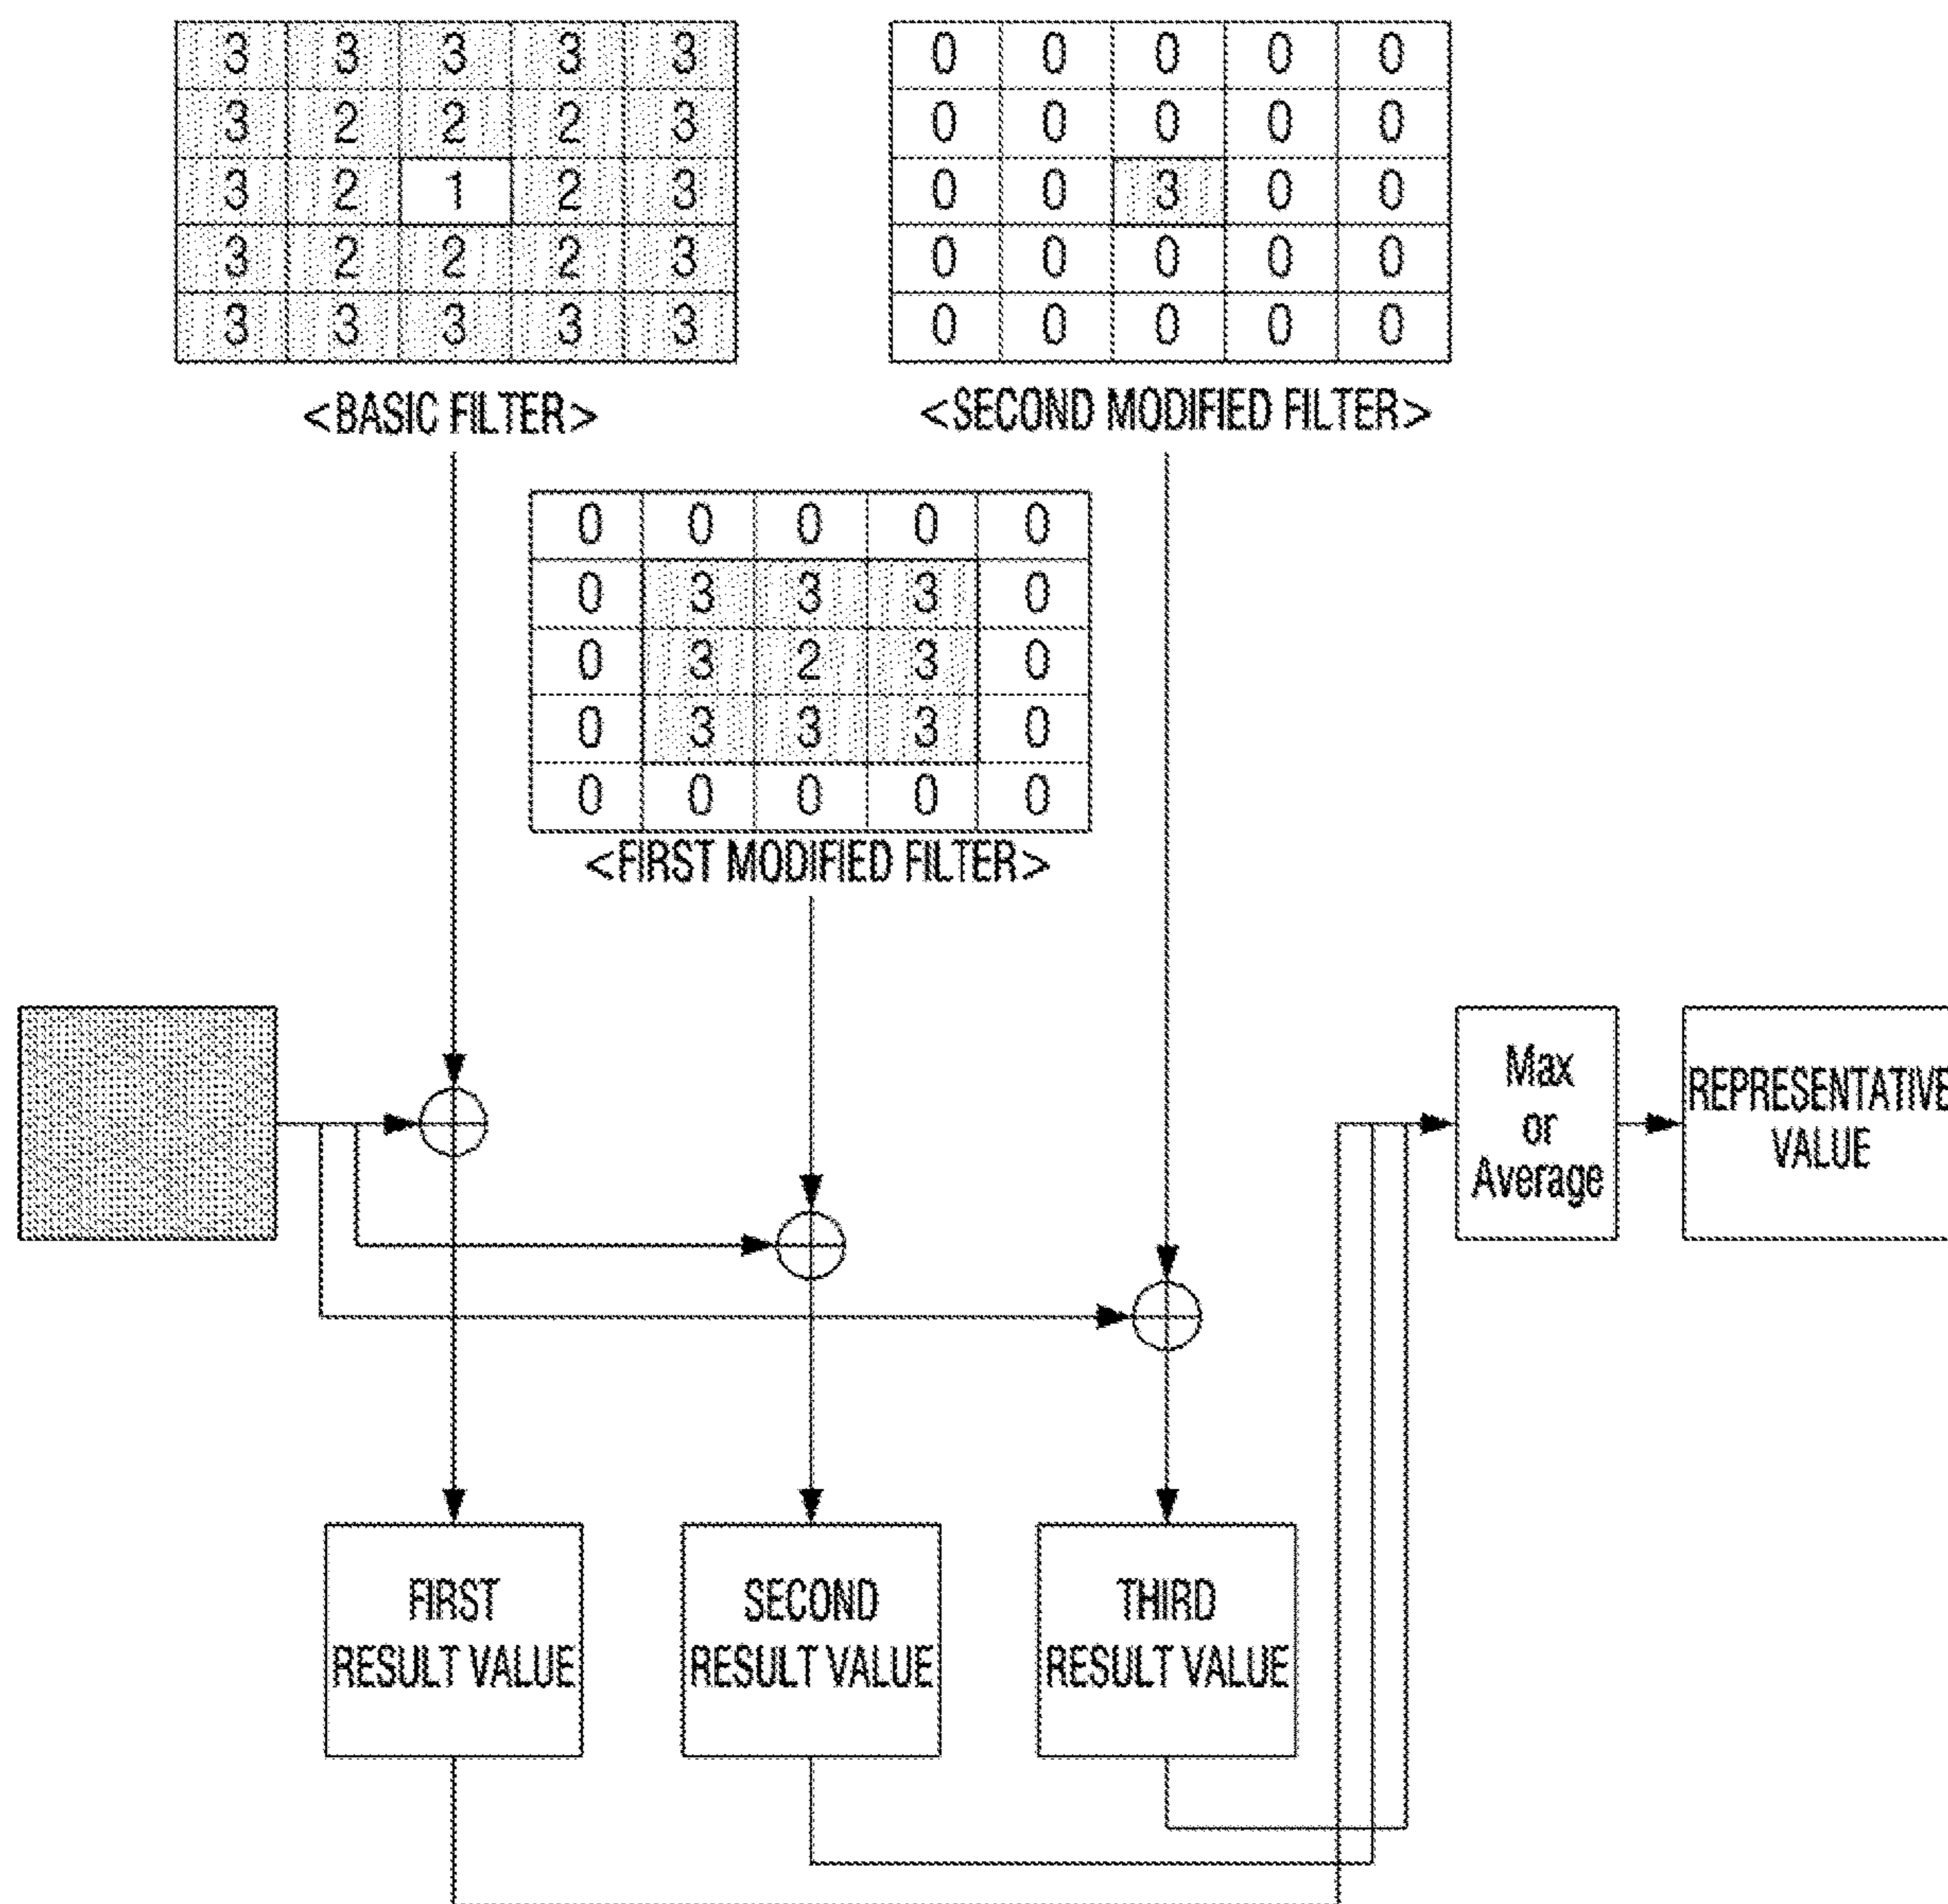 3 3 3 3 3
3 2 2 2 3
3 2 1 2 3
3 2 2 2 3
3 3 3 3 3
<BASIC FILTER>
0 0 0 0 0
0 0 0 0 0
0 0 3 0 0
0 0 0 0 0
0 0 0 0 0
<SECOND MODIFIED FILTER>
0 0 0 0 0
0 3 3 3 0
0 3 2 3 0
0 3 3 3 0
0 0 0 0 0
<FIRST MODIFIED FILTER>
Max
or
Average
REPRESENTATIVE
VALUE
FIRST
RESULT VALUE
SECOND
RESULT VALUE
THIRD
RESULT VALUE